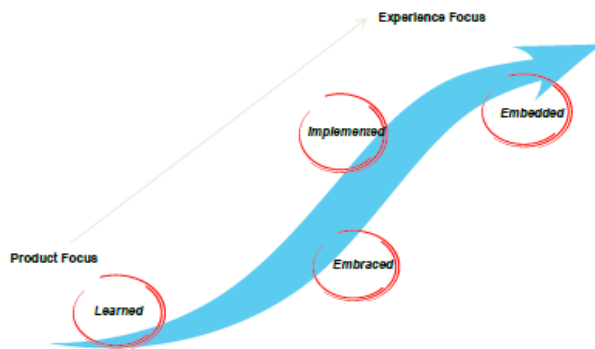 Experience Focus
Implemented
Embedded
Product Focus
Embraced
Learned